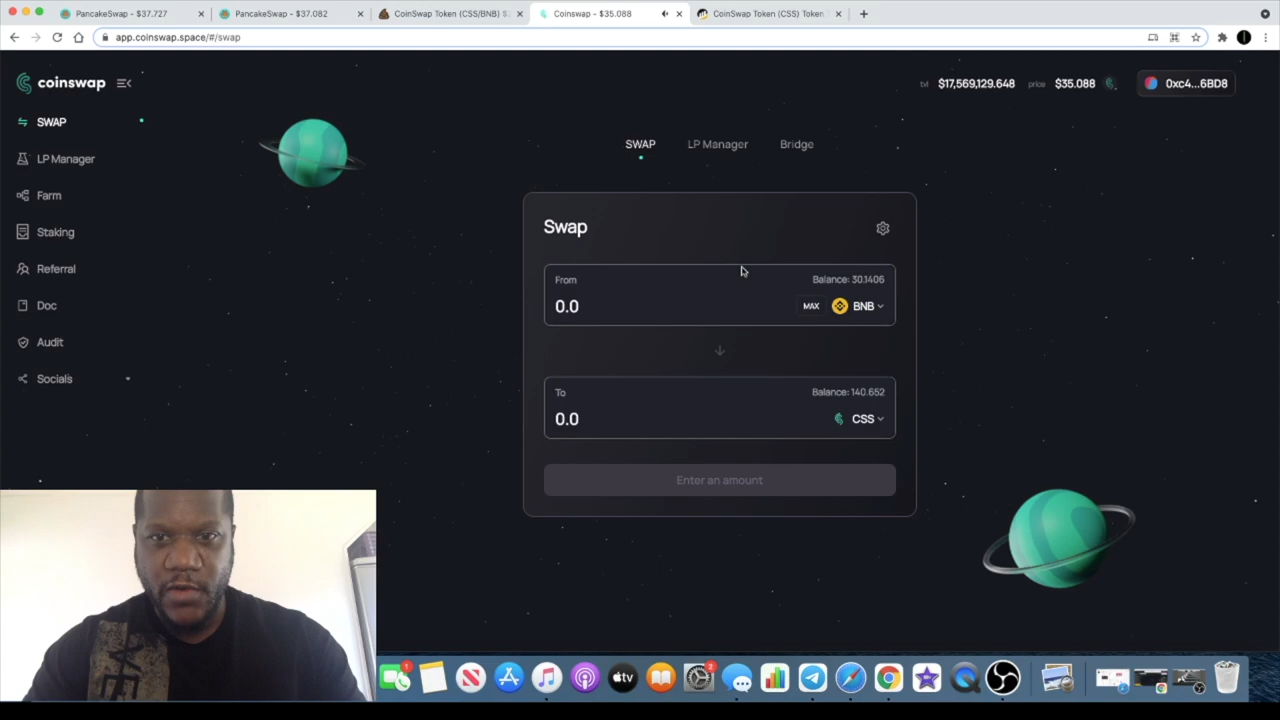 PancakeSwap - $37.727
PancakeSwap - $37.082
CoinSwap Token (CSS/BNB)
Coinswap - $35.088
CoinSwap Token (CSS) Token
app.coinswap.space/#/swap
coinswap
tvl $17,569,129.648 price $35.088
0xc4...6BD8
SWAP
LP Manager
Farm
Staking
Referral
Doc
Audit
Socials
SWAP LP Manager Bridge
Swap
From Balance: 30.1406
0.0 MAX BNB
To Balance: 140.652
0.0 CSS
Enter an amount
1
tv
2